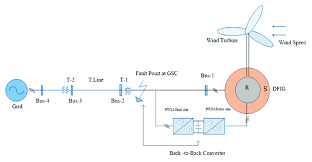 Wind Turbine
Wind Speed
Fault Point at GSC
T-2
T.Line
T-1
Bus-1
DFIG
R
S
Bus-4
Bus-3
Bus-2
Grid
Back -to-Back Converter